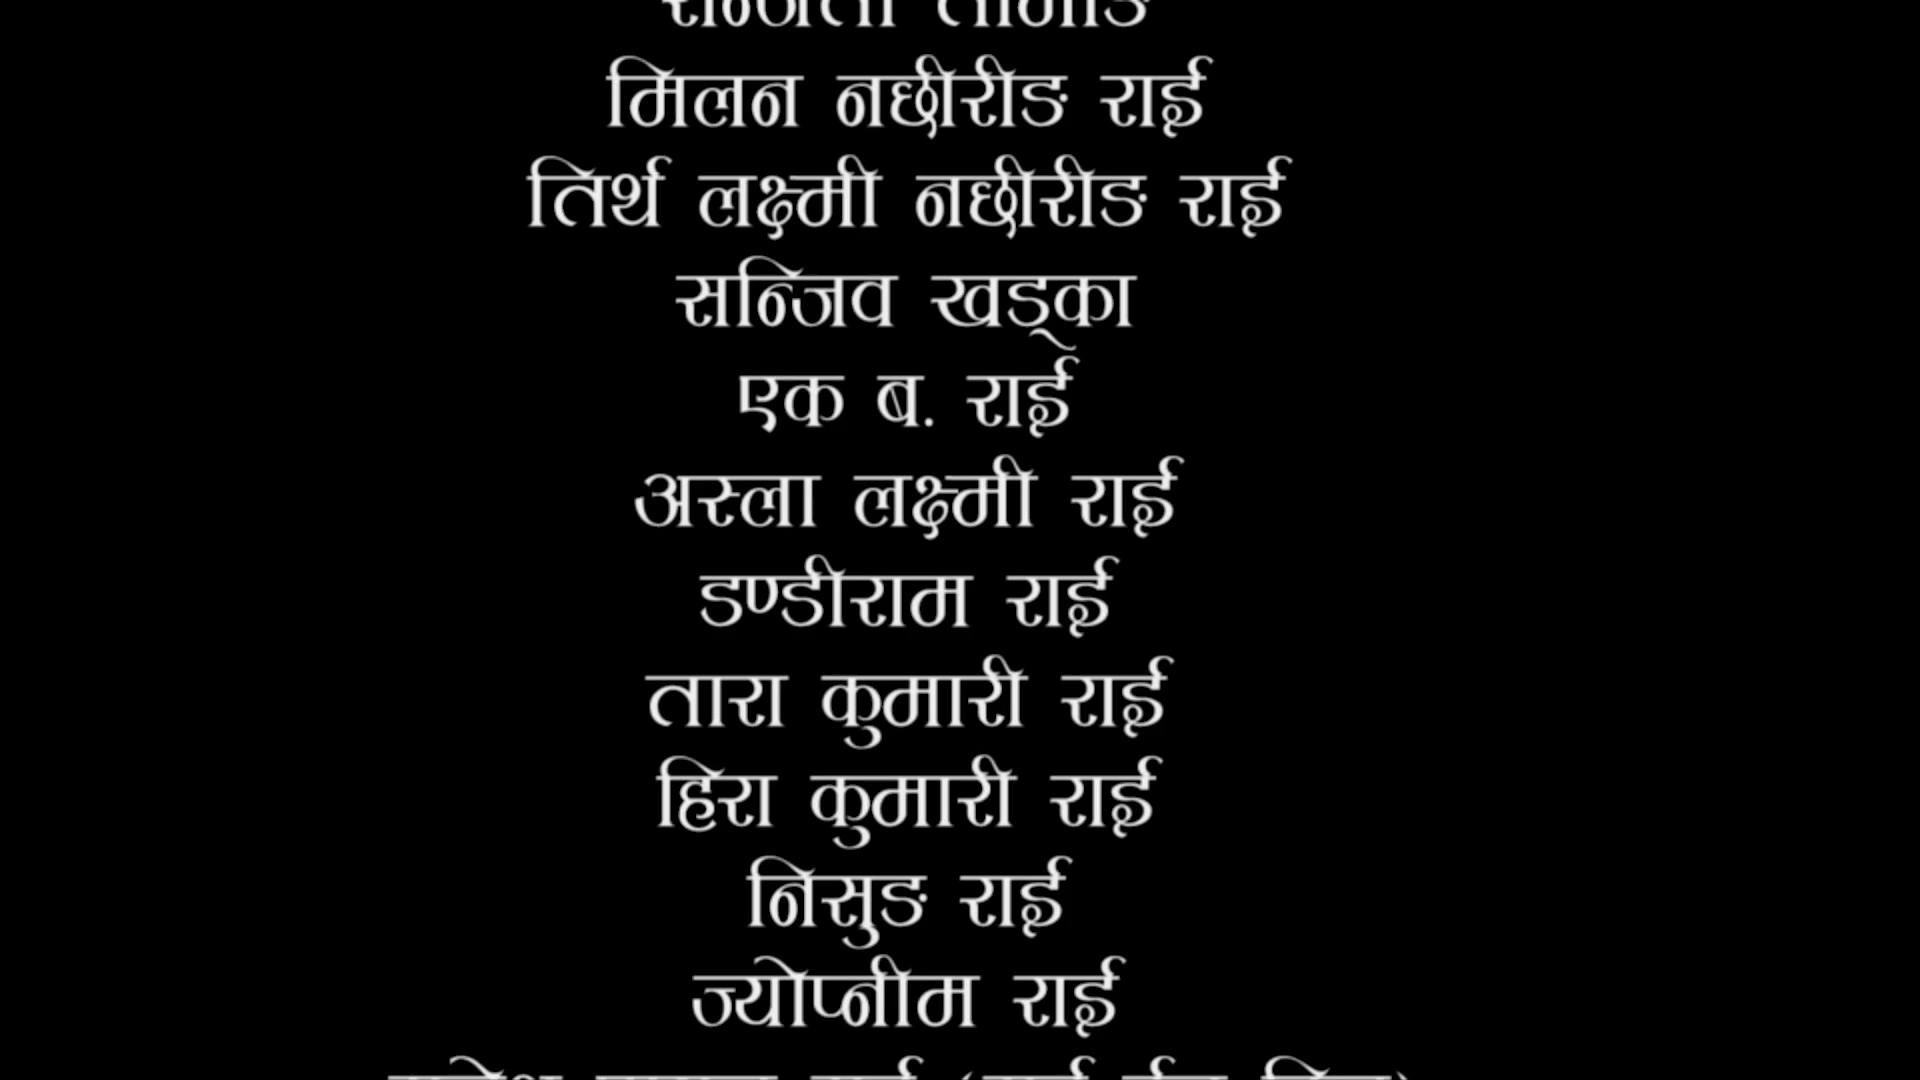 मिलन नछीरीङ राई
तिर्थ लक्ष्मी नछीरीङ राई
सन्जिव खड्का
एक ब. राई
अस्ला लक्ष्मी राई
डण्डीराम राई
तारा कुमारी राई
हिरा कुमारी राई
निसुङ राई
ज्योप्नीम राई